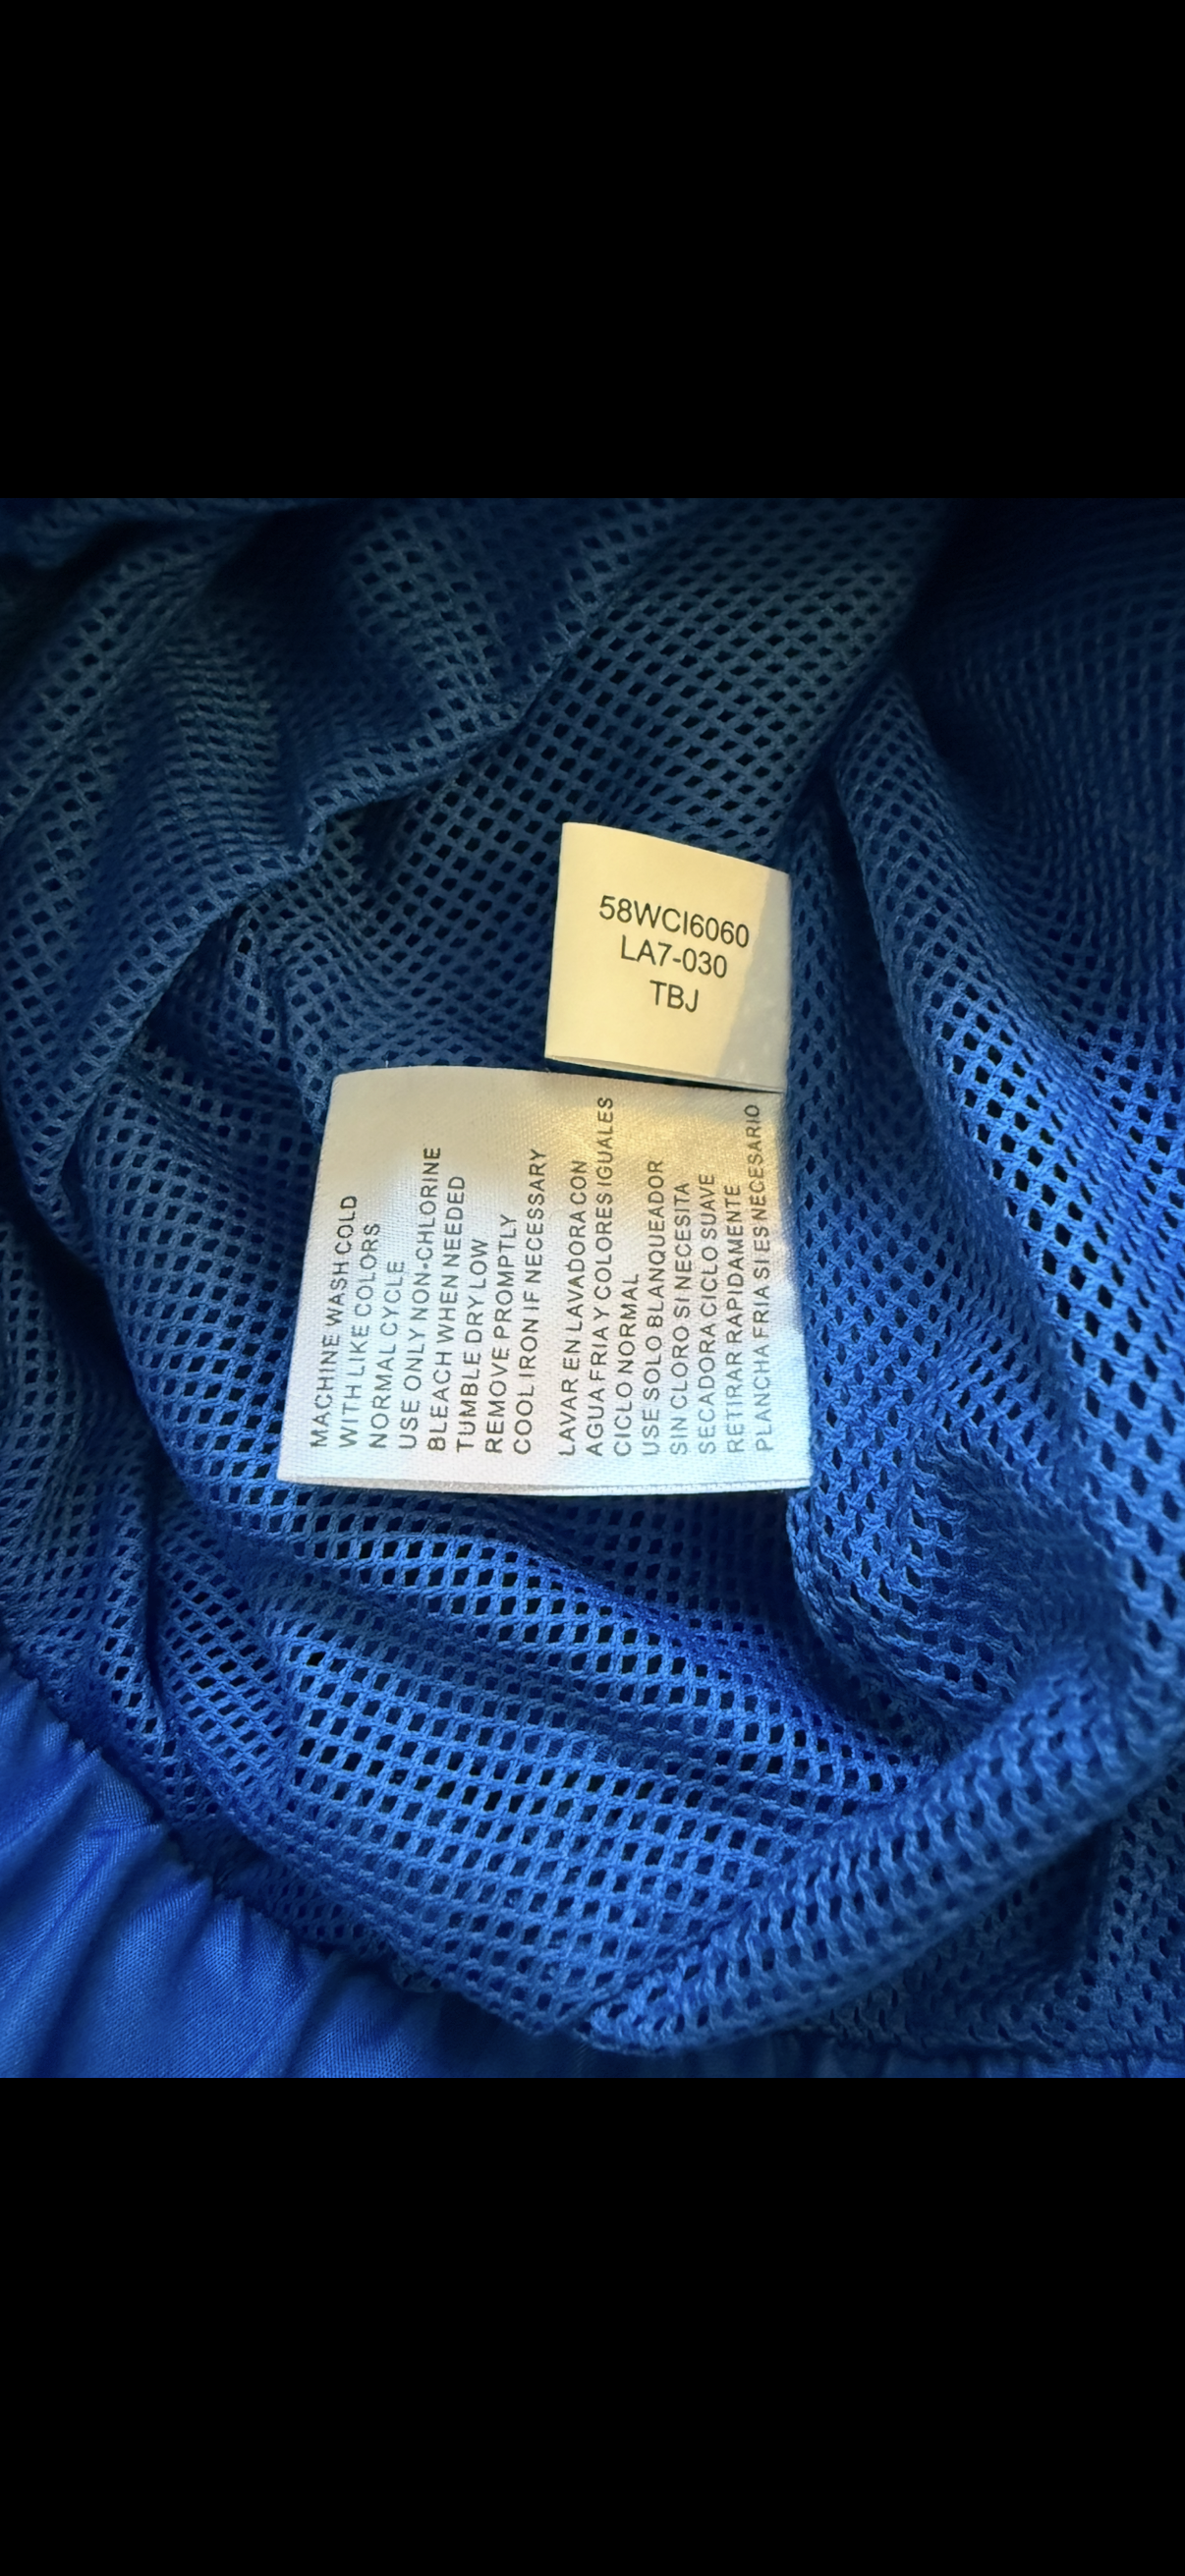 58WCI6060
LA7-030
TBJ
MACHINE WASH COLD
WITH LIKE COLORS
NORMAL CYCLE
USE ONLY NON-CHLORINE
BLEACH WHEN NEEDED
TUMBLE DRY LOW
REMOVE PROMPTLY
COOL IRON IF NECESSARY
LAVAR EN LAVADORA CON
AGUA FRIA Y COLORES IGUALES
CICLO NORMAL
USE SOLO BLANQUEADOR
SIN CLORO SI NECESITA
SECADORA CICLO SUAVE
RETIRAR RAPIDAMENTE
PLANCHA FRIA SI ES NECESARIO